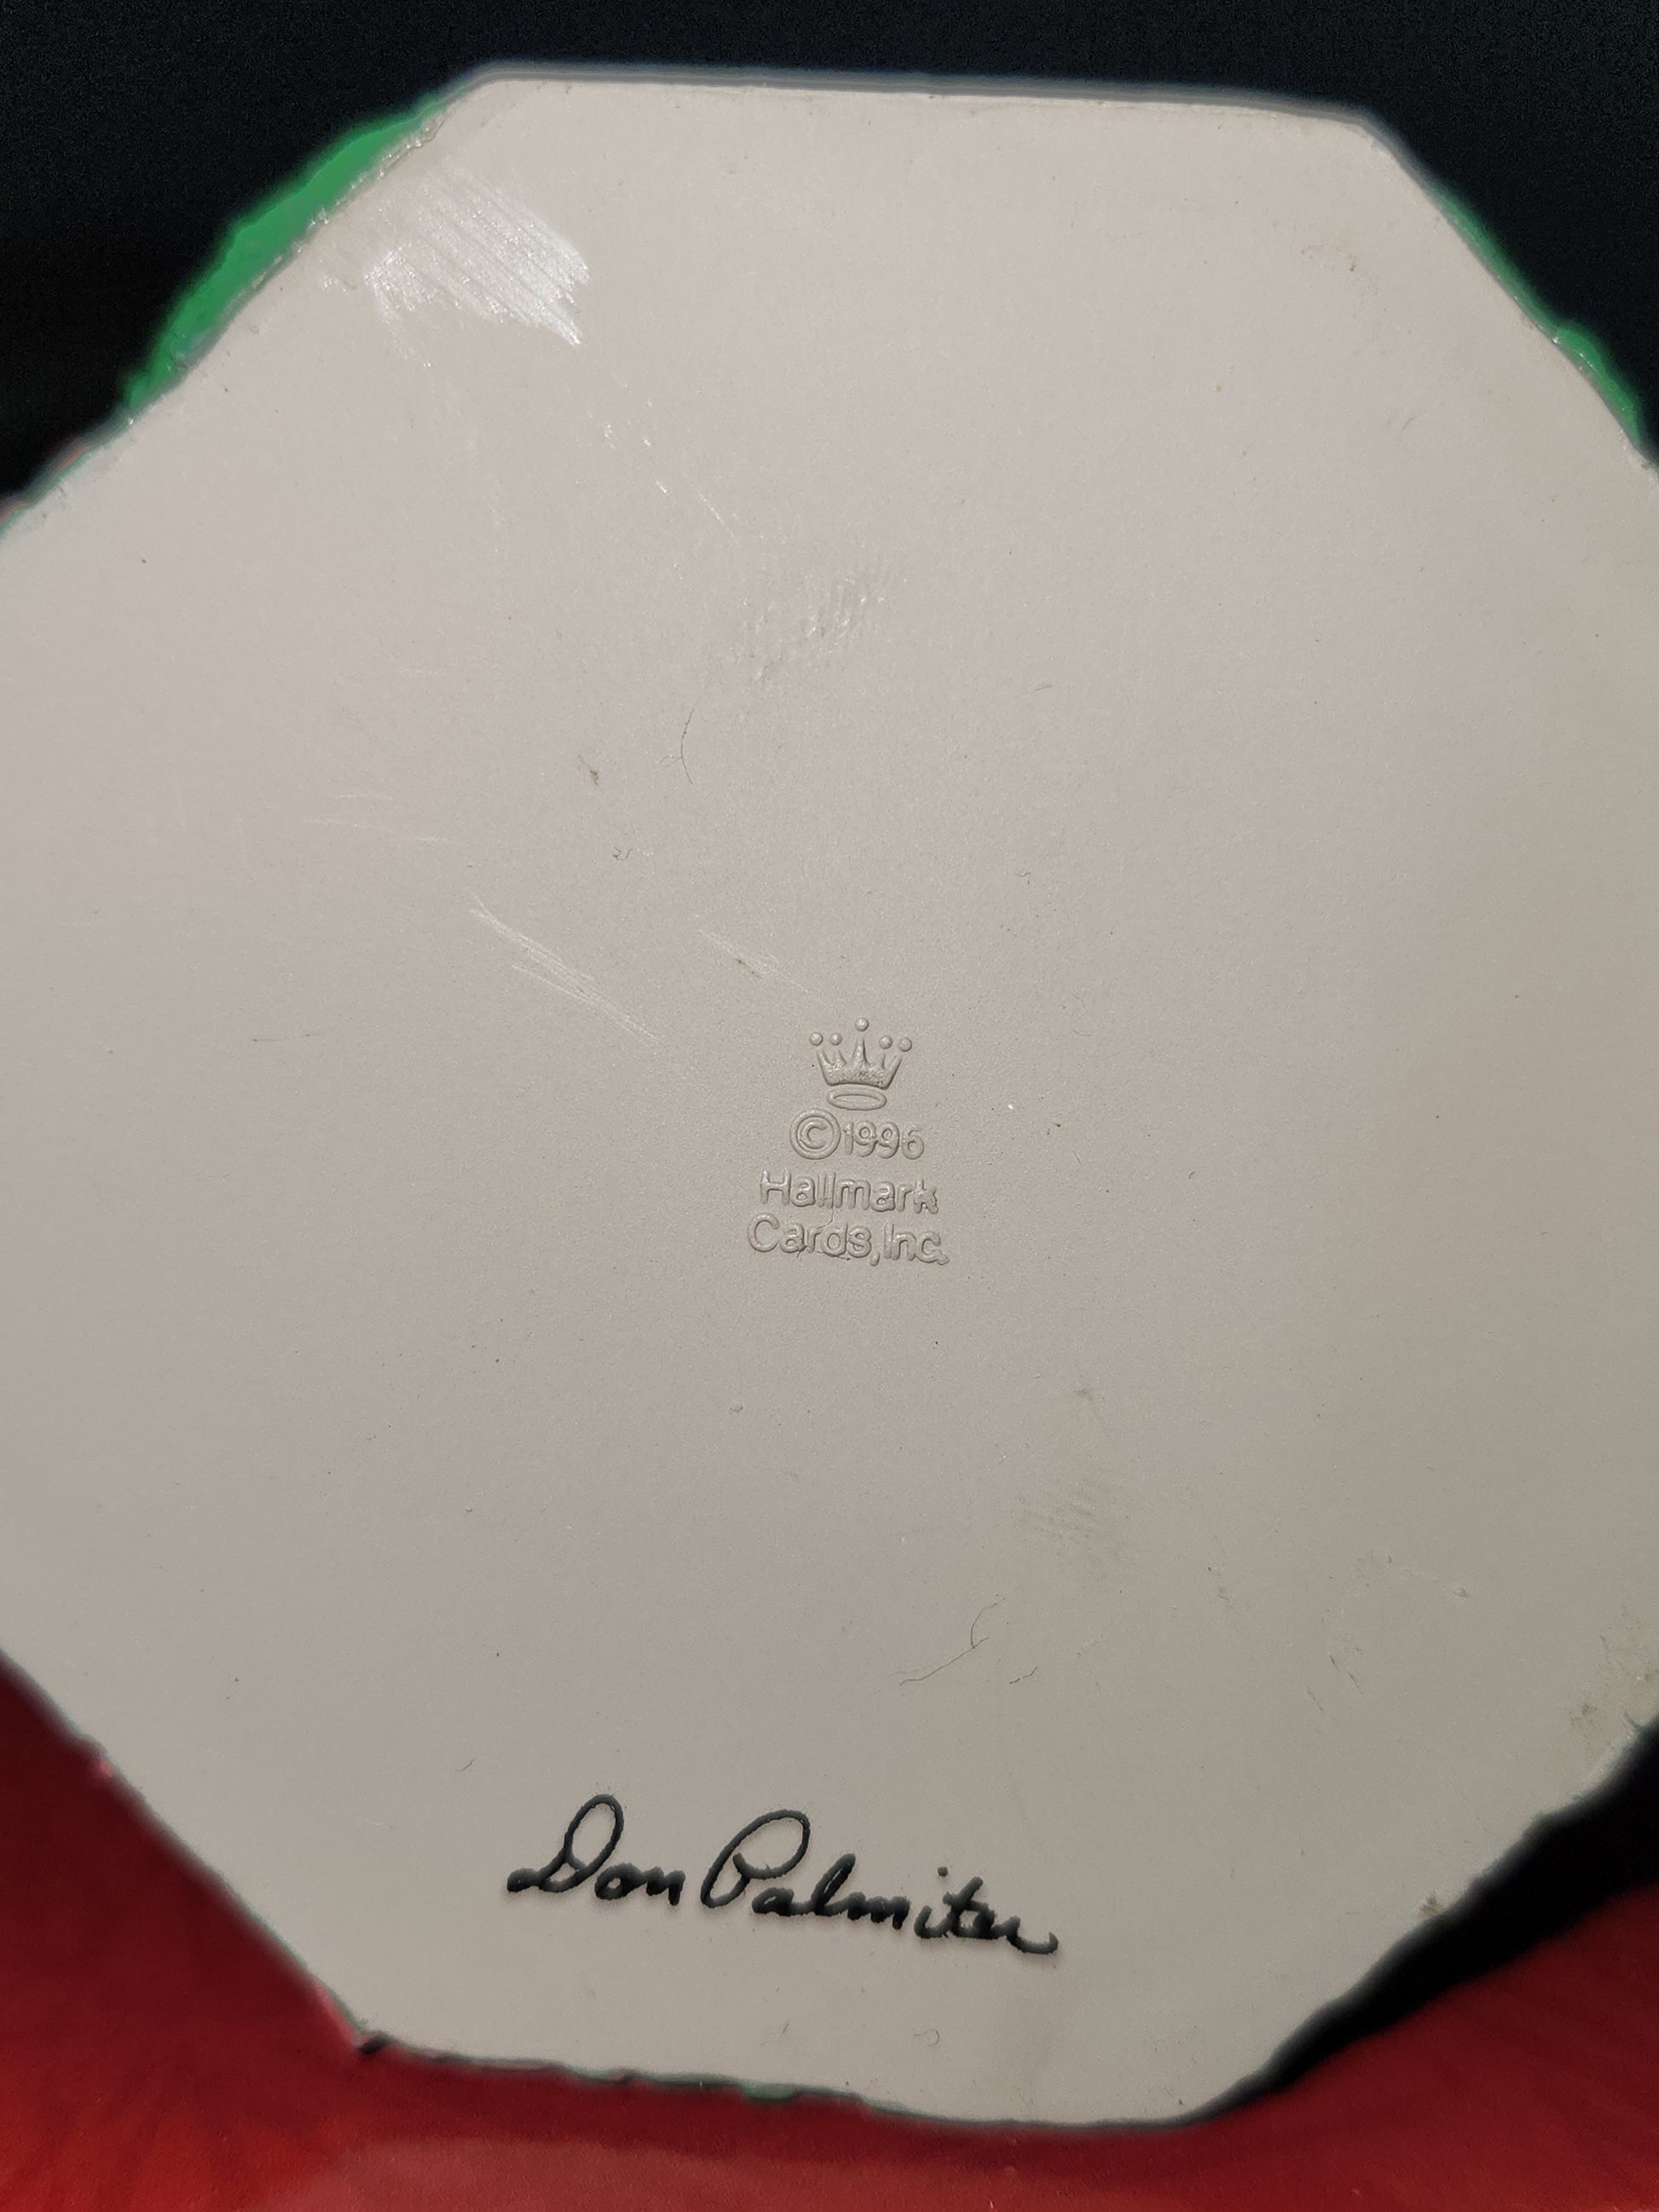 ©1996
Hallmark
Cards, Inc.
Don Palmiter